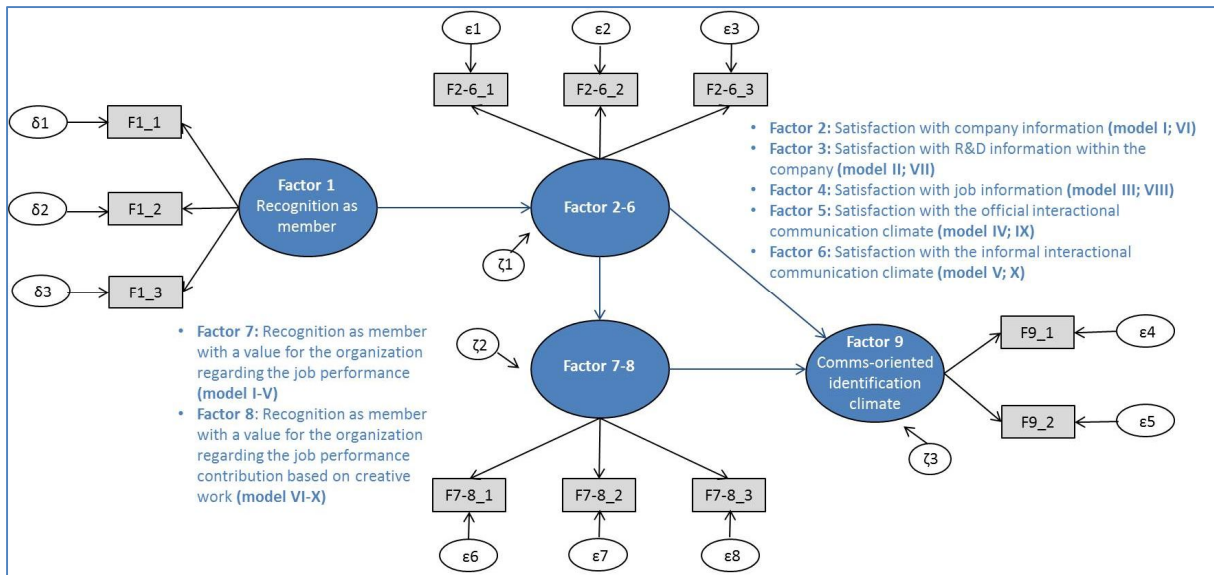 ε1
ε2
ε3
F2-6_1
F2-6_2
F2-6_3
δ1
F1_1
δ2
F1_2
δ3
F1_3
Factor 1
Recognition as
member
Factor 2-6
ζ1
• Factor 2: Satisfaction with company information (model I; VI)
• Factor 3: Satisfaction with R&D information within the
company (model II; VII)
• Factor 4: Satisfaction with job information (model III; VIII)
• Factor 5: Satisfaction with the official interactional
communication climate (model IV; IX)
• Factor 6: Satisfaction with the informal interactional
communication climate (model V; X)
• Factor 7: Recognition as member
with a value for the organization
regarding the job performance
(model I-V)
• Factor 8: Recognition as member
with a value for the organization
regarding the job performance
contribution based on creative
work (model VI-X)
ζ2
Factor 7-8
Factor 9
Comms-oriented
identification
climate
ζ3
F9_1
ε4
F9_2
ε5
F7-8_1
F7-8_2
F7-8_3
ε6
ε7
ε8